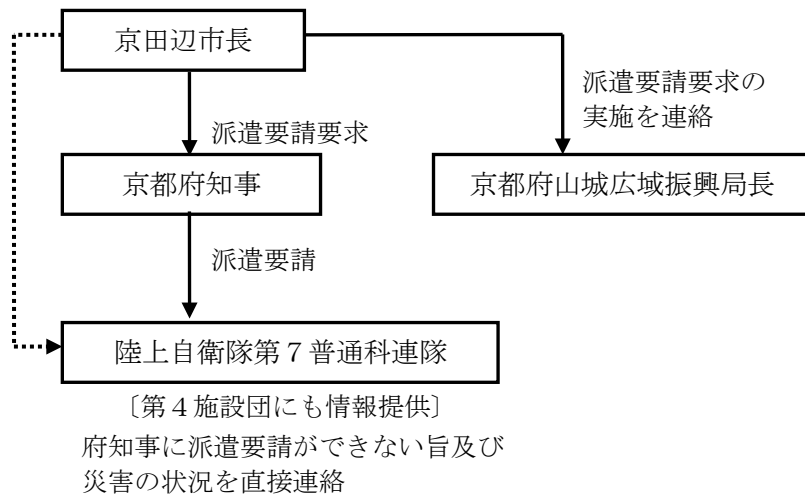 京田辺市長
派遣要請要求の
実施を連絡
派遣要請要求
京都府知事
京都府山城広域振興局長
派遣要請
陸上自衛隊第７普通科連隊
〔第４施設団にも情報提供〕
府知事に派遣要請ができない旨及び
災害の状況を直接連絡